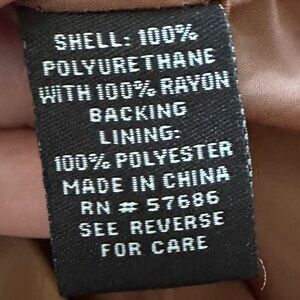 SHELL: 100%
POLYURETHANE
WITH 100% RAYON
BACKING
LINING:
100% POLYESTER
MADE IN CHINA
RN # 57686
SEE REVERSE
FOR CARE